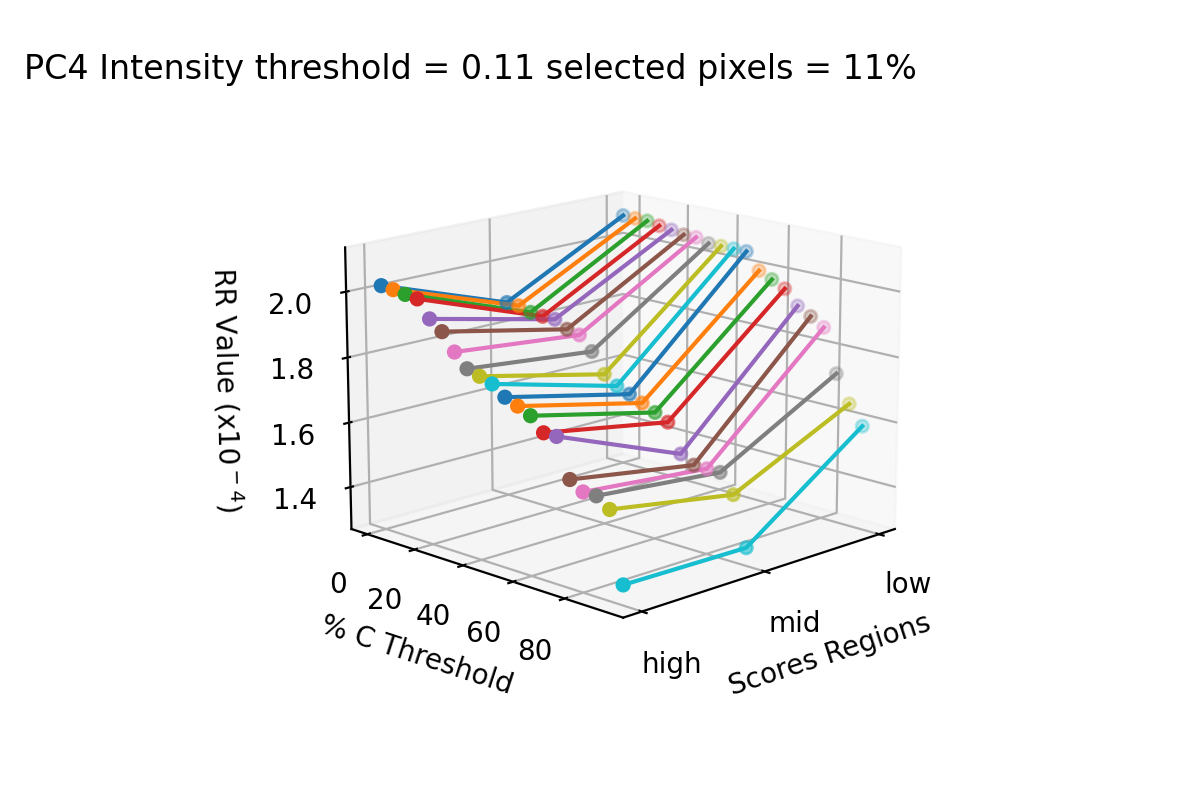 PC4 Intensity threshold = 0.11 selected pixels = 11%
RR Value (x10⁻⁴)
2.0
1.8
1.6
1.4
0
20
40
60
80
% C Threshold
high
mid
low
Scores Regions